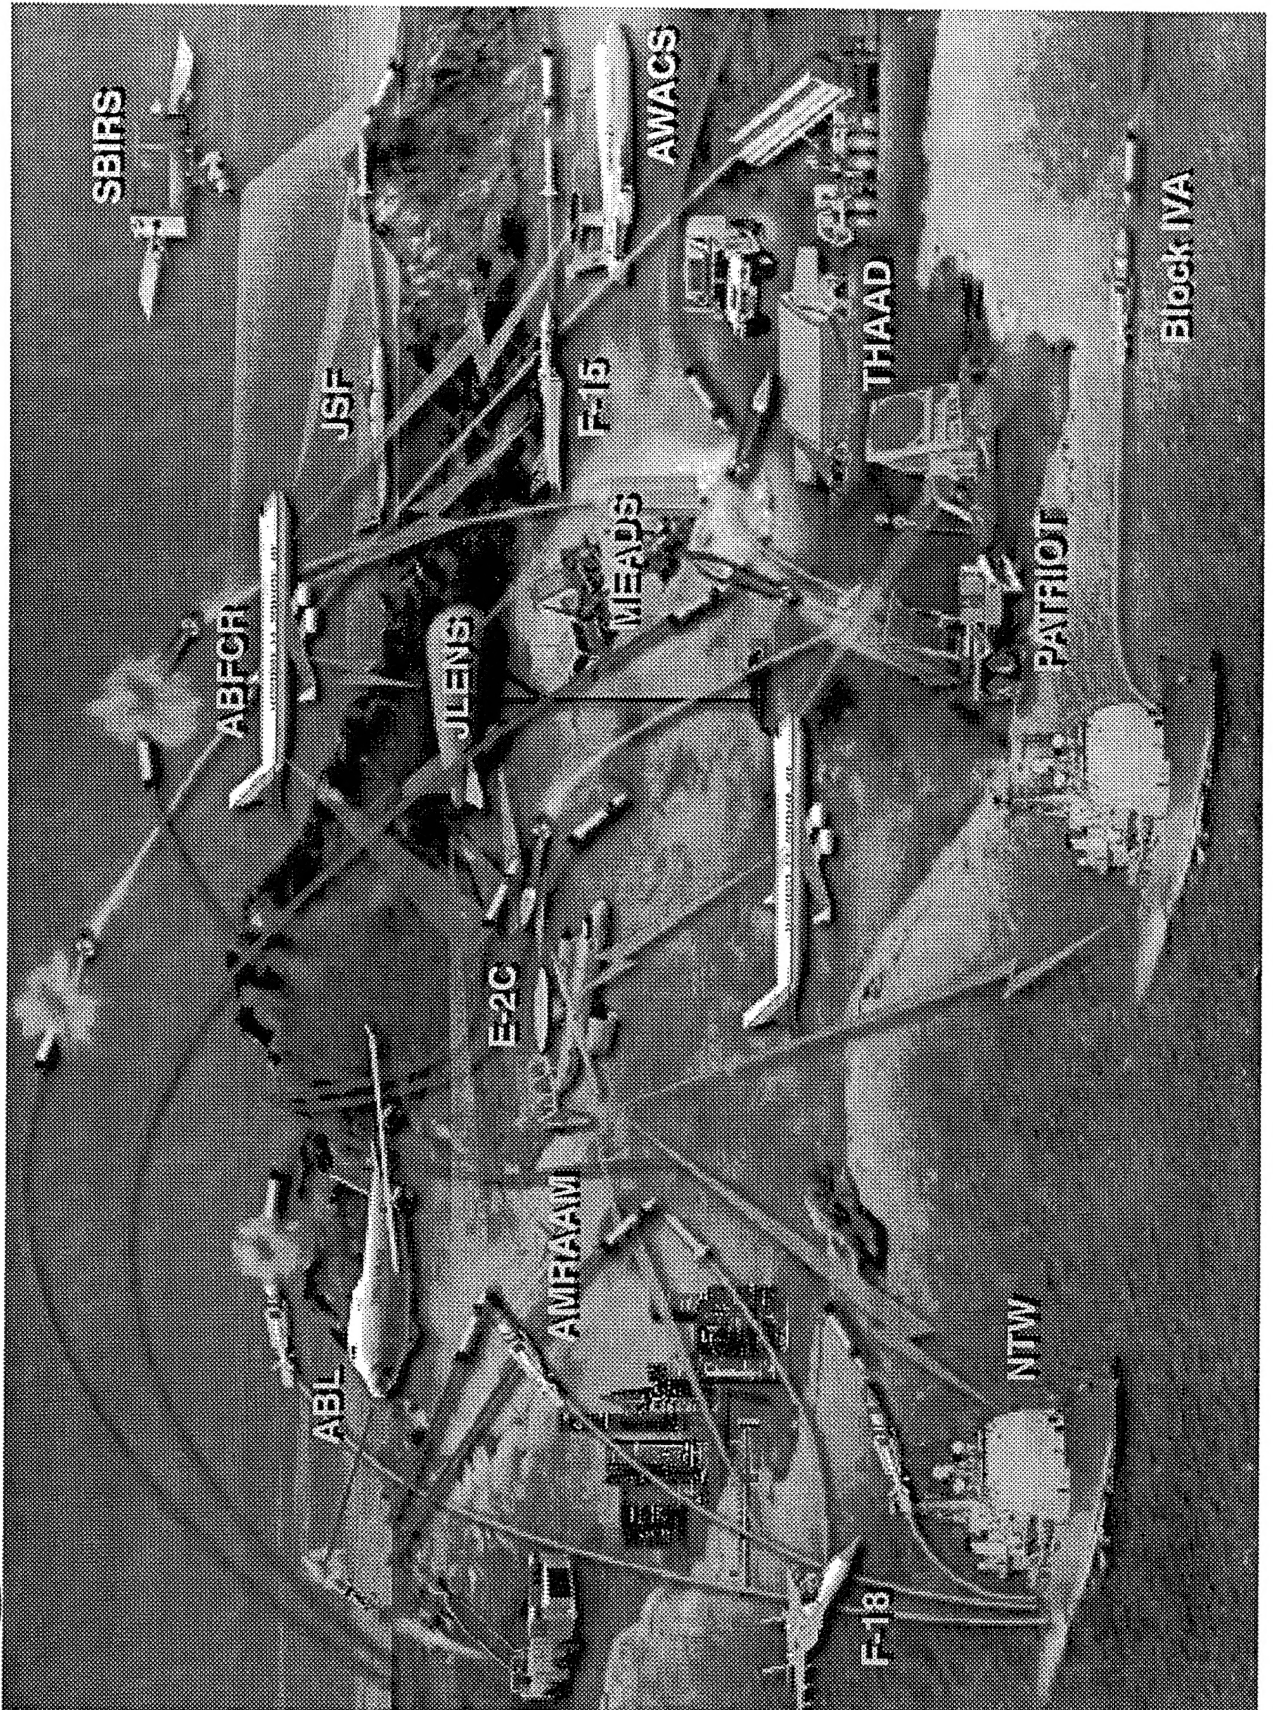 SBIRS
ABFCR
ABL
JSF
JLENS
E-2C
AMRAAM
F-15
MEADS
AWACS
F-18
THAAD
NTW
PATRIOT
Block IVA